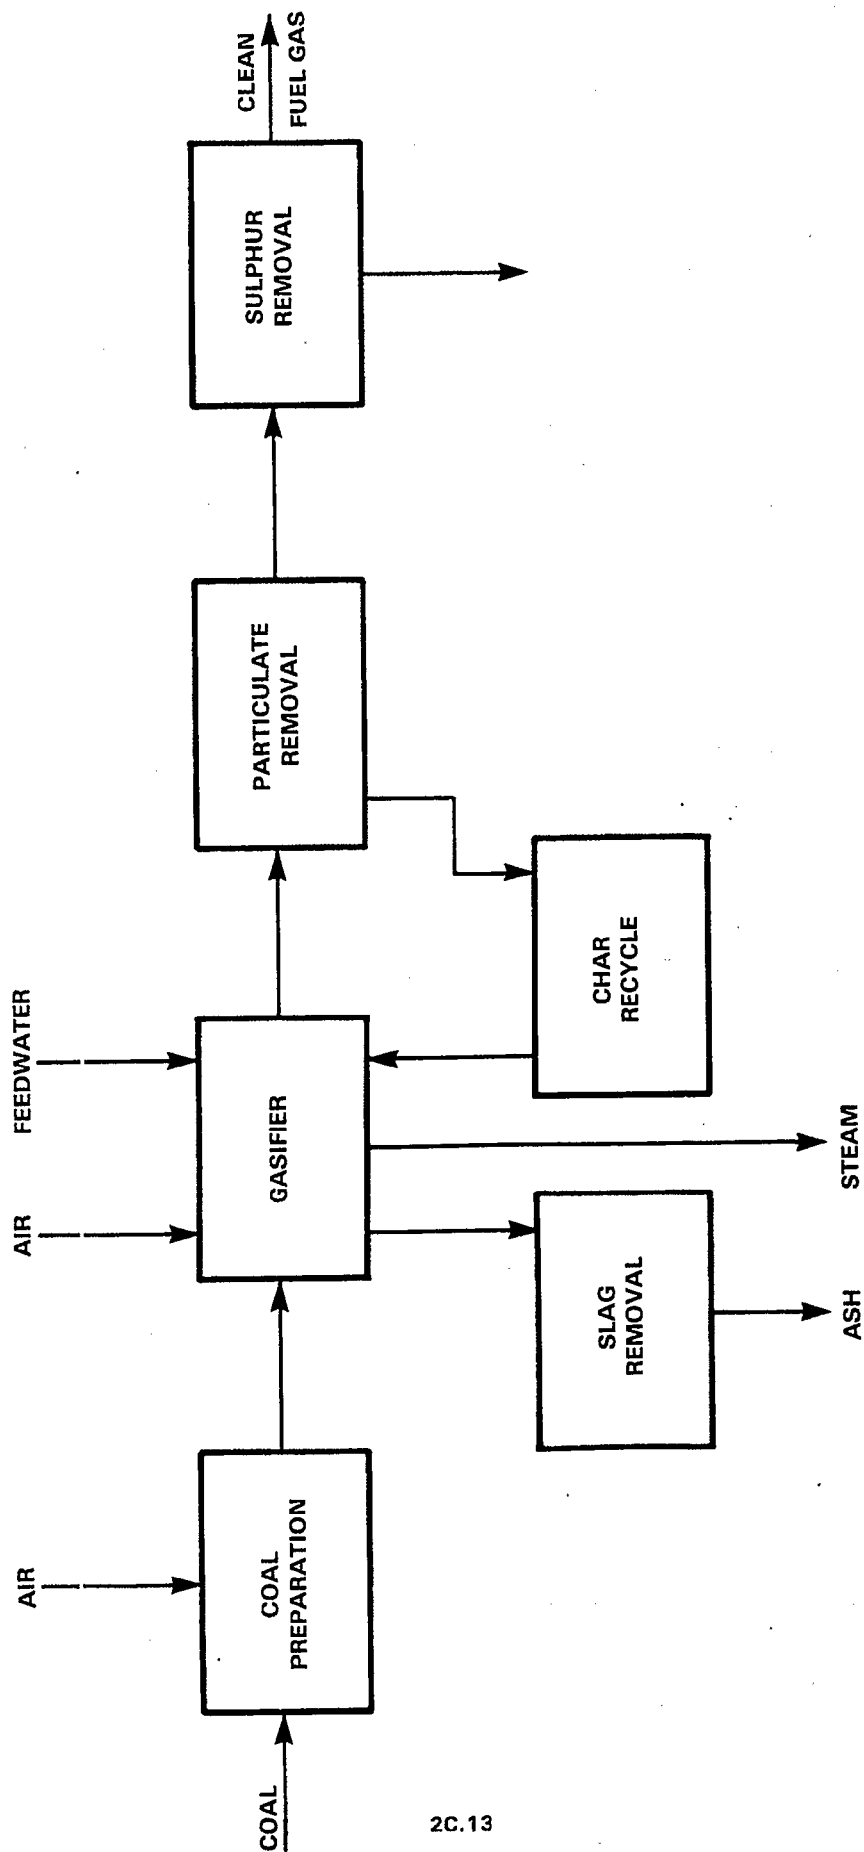 COAL
AIR
COAL
PREPARATION
AIR
FEEDWATER
GASIFIER
SLAG
REMOVAL
ASH
STEAM
CHAR
RECYCLE
PARTICULATE
REMOVAL
SULPHUR
REMOVAL
CLEAN
FUEL GAS
2C.13